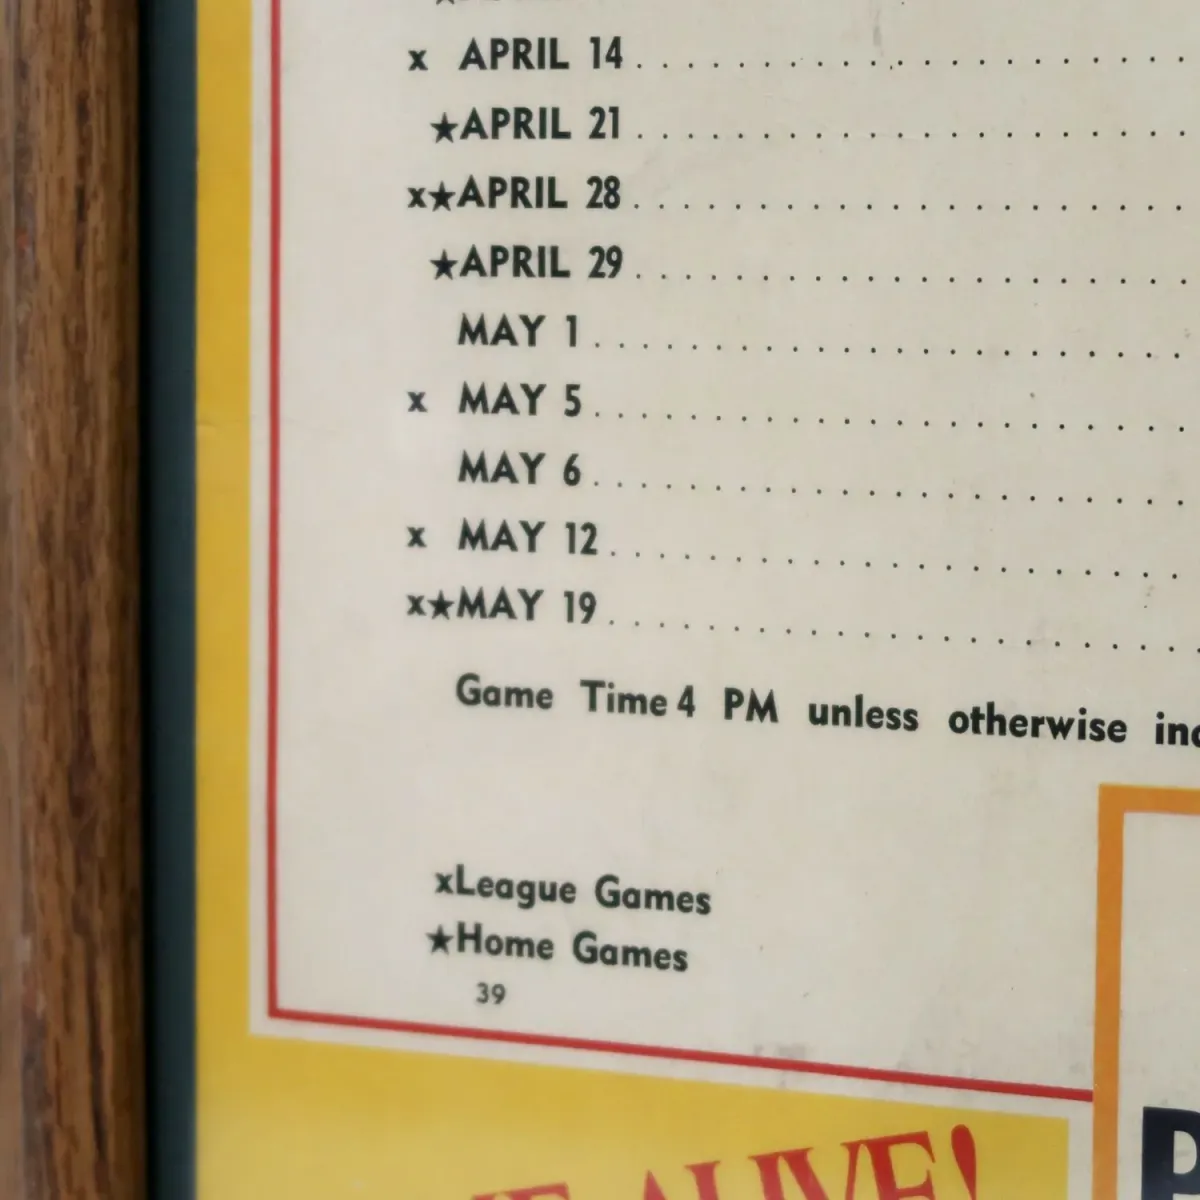 x APRIL 14 . . . . . . . . . . . . . . . . . . . . . . .
★APRIL 21 . . . . . . . . . . . . . . . . . . . . . . .
x★APRIL 28 . . . . . . . . . . . . . . . . . . . . . . .
★APRIL 29 . . . . . . . . . . . . . . . . . . . . . . .
MAY 1 . . . . . . . . . . . . . . . . . . . . . . . .
x MAY 5 . . . . . . . . . . . . . . . . . . . . . . . .
MAY 6 . . . . . . . . . . . . . . . . . . . . . . . .
x MAY 12 . . . . . . . . . . . . . . . . . . . . . . . .
x★MAY 19 . . . . . . . . . . . . . . . . . . . . . . . .
Game Time 4 PM unless otherwise
xLeague Games
★Home Games
39
ALIVE!